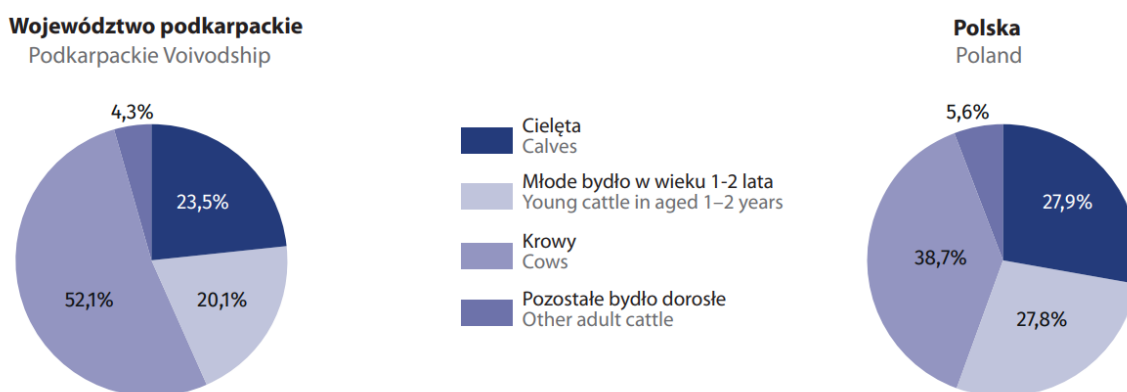 Województwo podkarpackie
Podkarpackie Voivodship
4,3%
23,5%
52,1%
20,1%
Cielęta
Calves
Młode bydło w wieku 1-2 lata
Young cattle in aged 1–2 years
Krowy
Cows
Pozostałe bydło dorosłe
Other adult cattle
Polska
Poland
5,6%
27,9%
38,7%
27,8%